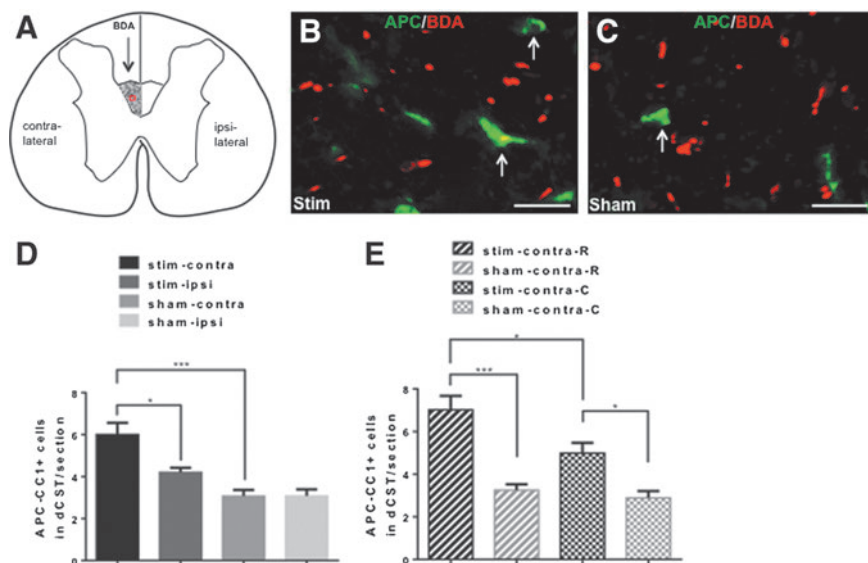 A
BDA
contra-
lateral
ipsi-
lateral
B
APC/BDA
Stim
C
APC/BDA
Sham
D
stim-contra
stim-ipsi
sham-contra
sham-ipsi
APC-CC1+ cells
in dCST/section
8
6
4
2
0
***
*
E
stim-contra-R
sham-contra-R
stim-contra-C
sham-contra-C
APC-CC1+ cells
in dCST/section
8
6
4
2
0
*
***
*